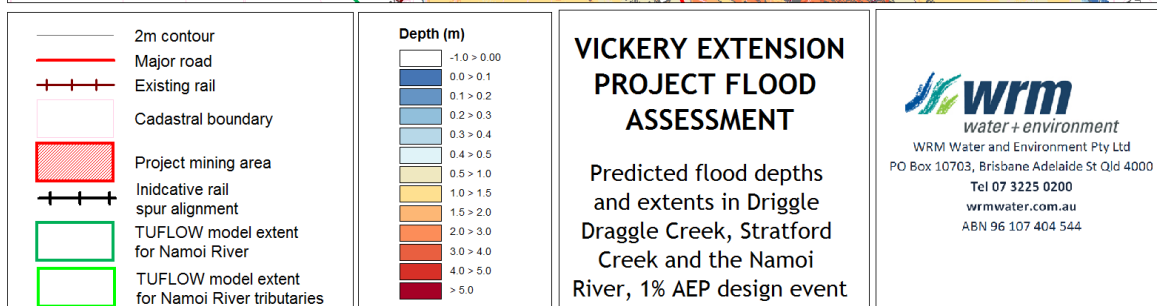 2m contour
Major road
Existing rail
Cadastral boundary
Project mining area
Inidcative rail
spur alignment
TUFLOW model extent
for Namoi River
TUFLOW model extent
for Namoi River tributaries
Depth (m)
-1.0 > 0.00
0.0 > 0.1
0.1 > 0.2
0.2 > 0.3
0.3 > 0.4
0.4 > 0.5
0.5 > 1.0
1.0 > 1.5
1.5 > 2.0
2.0 > 3.0
3.0 > 4.0
4.0 > 5.0
> 5.0
VICKERY EXTENSION
PROJECT FLOOD
ASSESSMENT
Predicted flood depths
and extents in Driggle
Draggle Creek, Stratford
Creek and the Namoi
River, 1% AEP design event
wrm
water + environment
WRM Water and Environment Pty Ltd
PO Box 10703, Brisbane Adelaide St Qld 4000
Tel 07 3225 0200
wrmwater.com.au
ABN 96 107 404 544